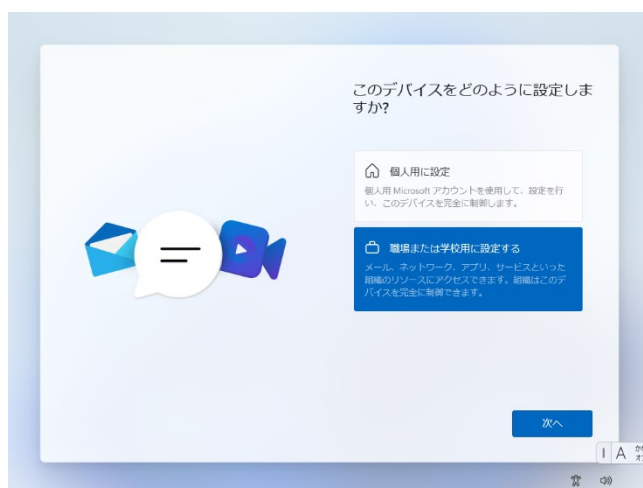 このデバイスをどのように設定しま
すか?
個人用に設定
個人用 Microsoft アカウントを使用して、設定を行
い、このデバイスを完全に制御します。
職場または学校用に設定する
メール、ネットワーク、アプリ、サービスといった
組織のリソースにアクセスできます。組織はこのデ
バイスを完全に制御できます。
次へ
A